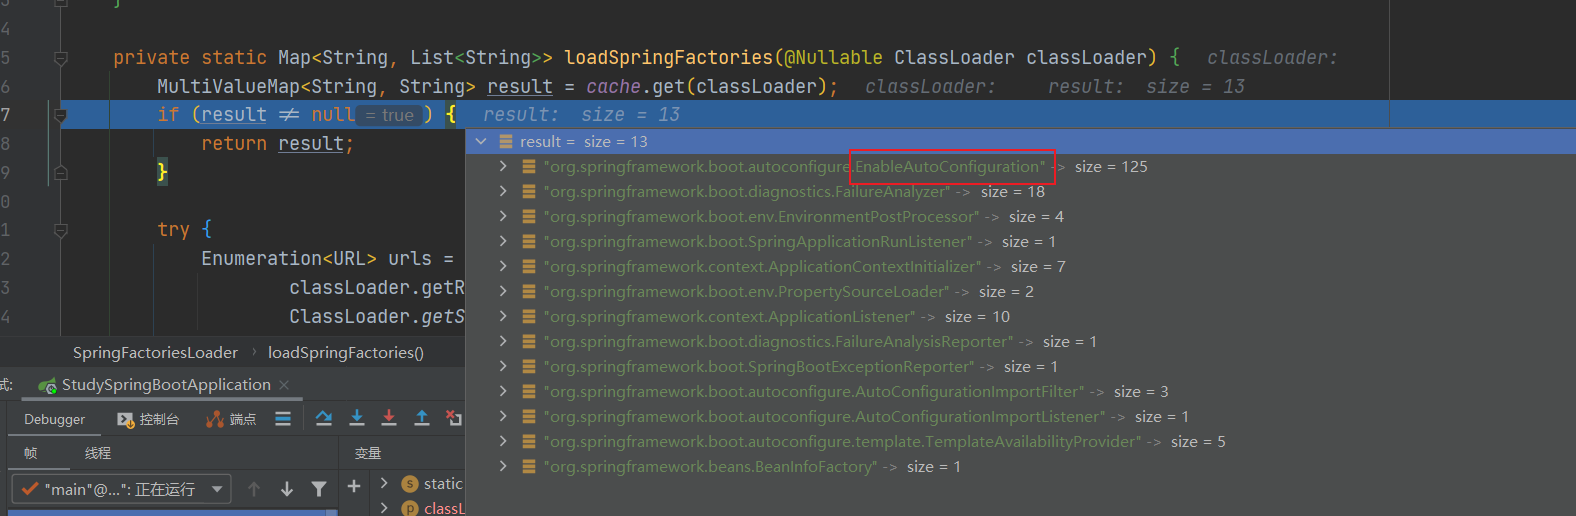 3 }
4
5 private static Map<String, List<String>> loadSpringFactories(@Nullable ClassLoader classLoader) { classLoader:
6 MultiValueMap<String, String> result = cache.get(classLoader); classLoader: result: size = 13
7 if (result ≠ null = true ) { result: size = 13
8 return result;
9 }
0
1 try {
2 Enumeration<URL> urls =
3 classLoader.getR
4 ClassLoader.getS
result = size = 13
"org.springframework.boot.autoconfigure.EnableAutoConfiguration" -> size = 125
"org.springframework.boot.diagnostics.FailureAnalyzer" -> size = 18
"org.springframework.boot.env.EnvironmentPostProcessor" -> size = 4
"org.springframework.boot.SpringApplicationRunListener" -> size = 1
"org.springframework.context.ApplicationContextInitializer" -> size = 7
"org.springframework.boot.env.PropertySourceLoader" -> size = 2
"org.springframework.context.ApplicationListener" -> size = 10
"org.springframework.boot.diagnostics.FailureAnalysisReporter" -> size = 1
"org.springframework.boot.SpringBootExceptionReporter" -> size = 1
"org.springframework.boot.autoconfigure.AutoConfigurationImportFilter" -> size = 3
"org.springframework.boot.autoconfigure.AutoConfigurationImportListener" -> size = 1
"org.springframework.boot.autoconfigure.template.TemplateAvailabilityProvider" -> size = 5
"org.springframework.beans.BeanInfoFactory" -> size = 1
SpringFactoriesLoader › loadSpringFactories()
试: StudySpringBootApplication ×
Debugger 控制台 端点
帧 线程 变量
"main"@...": 正在运行
s static
p classL